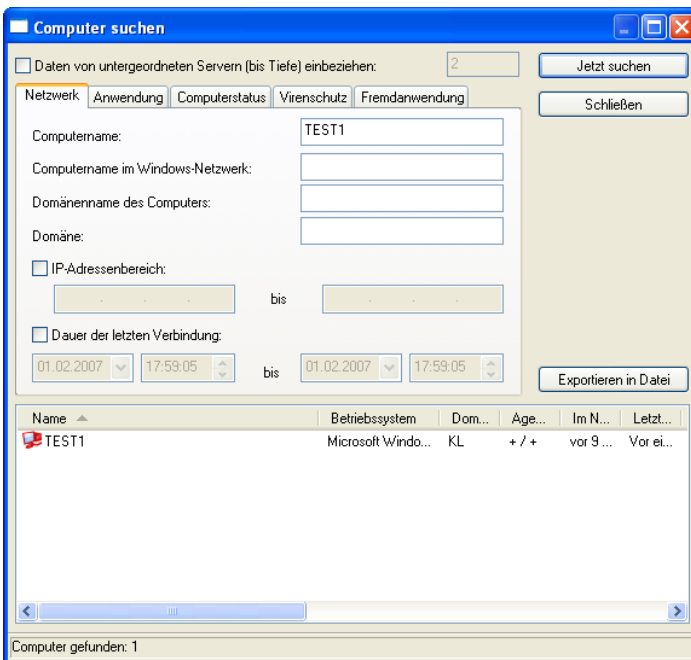 Computer suchen
Daten von untergeordneten Servern (bis Tiefe) einbeziehen: 2 Jetzt suchen
Netzwerk Anwendung Computerstatus Virenschutz Fremdanwendung
Schließen
Computername: TEST1
Computername im Windows-Netzwerk:
Domänenname des Computers:
Domäne:
IP-Adressenbereich:
bis
Dauer der letzten Verbindung:
01.02.2007 17:59:05 bis 01.02.2007 17:59:05
Exportieren in Datei
Name Betriebssystem Dom... Age... Im N... Letzt...
TEST1 Microsoft Windo... KL + / + vor 9 ... Vor ei...
Computer gefunden: 1